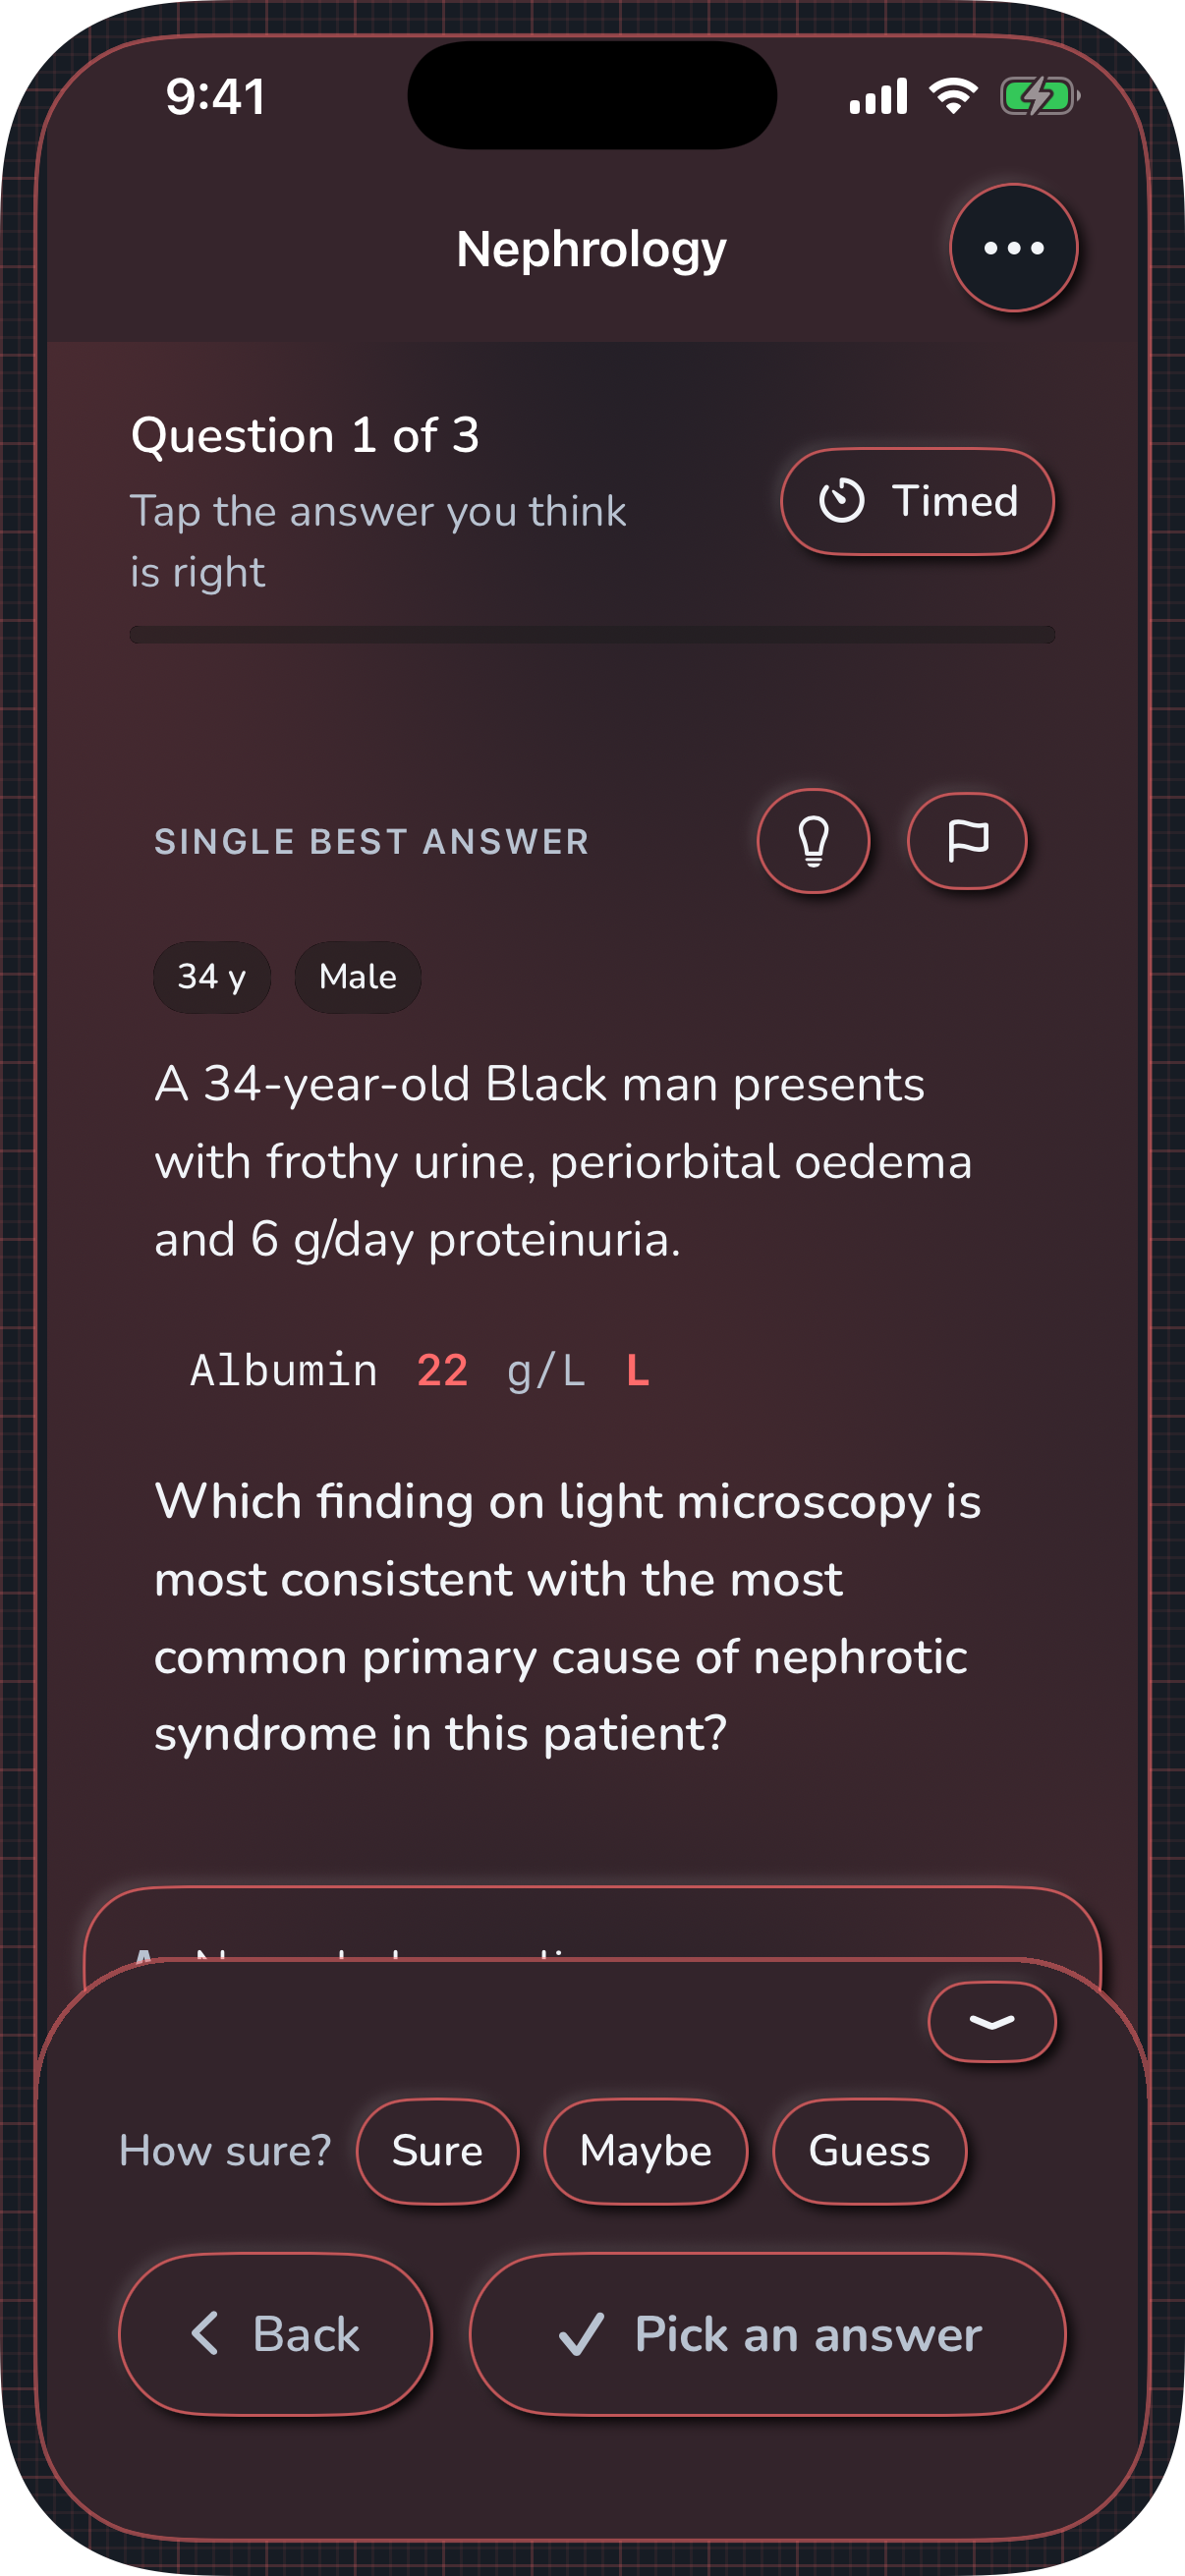 9:41
Nephrology
Question 1 of 3
Tap the answer you think
is right
Timed
SINGLE BEST ANSWER
34 y
Male
A 34-year-old Black man presents
with frothy urine, periorbital oedema
and 6 g/day proteinuria.
Albumin 22 g/L L
Which finding on light microscopy is
most consistent with the most
common primary cause of nephrotic
syndrome in this patient?
How sure?
Sure
Maybe
Guess
Back
Pick an answer